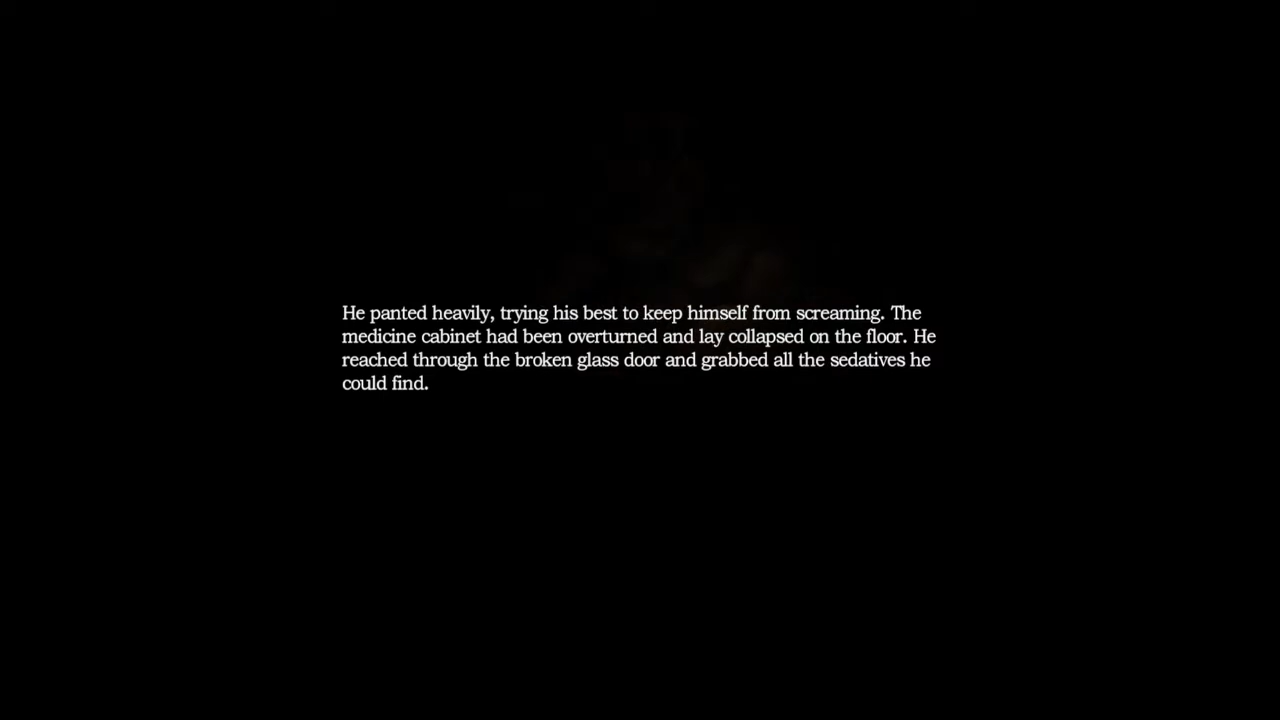 He panted heavily, trying his best to keep himself from screaming. The
medicine cabinet had been overturned and lay collapsed on the floor. He
reached through the broken glass door and grabbed all the sedatives he
could find.